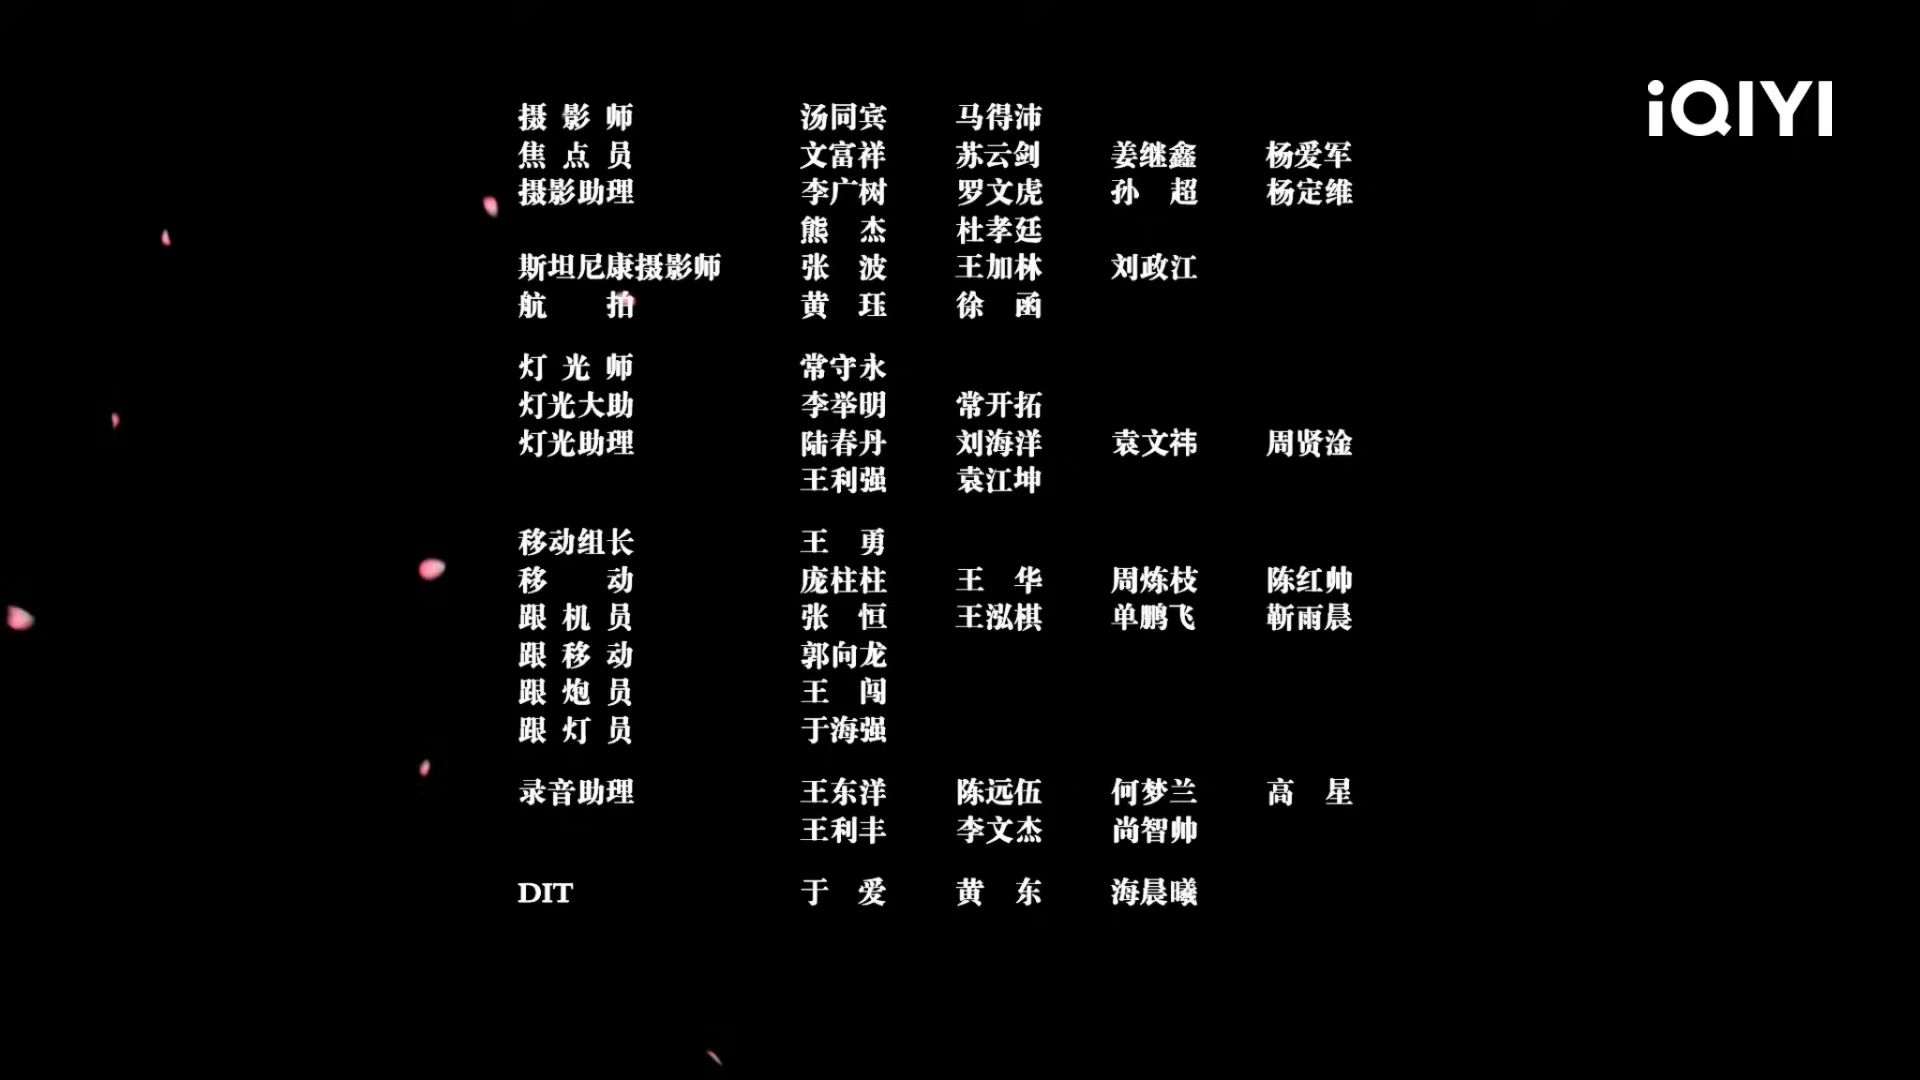 iQIYI
摄影师 汤同宾 马得沛
焦点员 文富祥 苏云剑 姜继鑫 杨爱军
摄影助理 李广树 罗文虎 孙超 杨定维
熊杰 杜孝廷
斯坦尼康摄影师 张波 王加林 刘政江
航拍 黄珏 徐函
灯光师 常守永
灯光大助 李举明 常开拓
灯光助理 陆春丹 刘海洋 袁文祎 周贤淦
王利强 袁江坤
移动组长 王勇
移动 庞柱柱 王华 周炼枝 陈红帅
跟机员 张恒 王泓棋 单鹏飞 靳雨晨
跟移动 郭向龙
跟炮员 王闯
跟灯员 于海强
录音助理 王东洋 陈远伍 何梦兰 高星
王利丰 李文杰 尚智帅
DIT 于爱 黄东 海晨曦